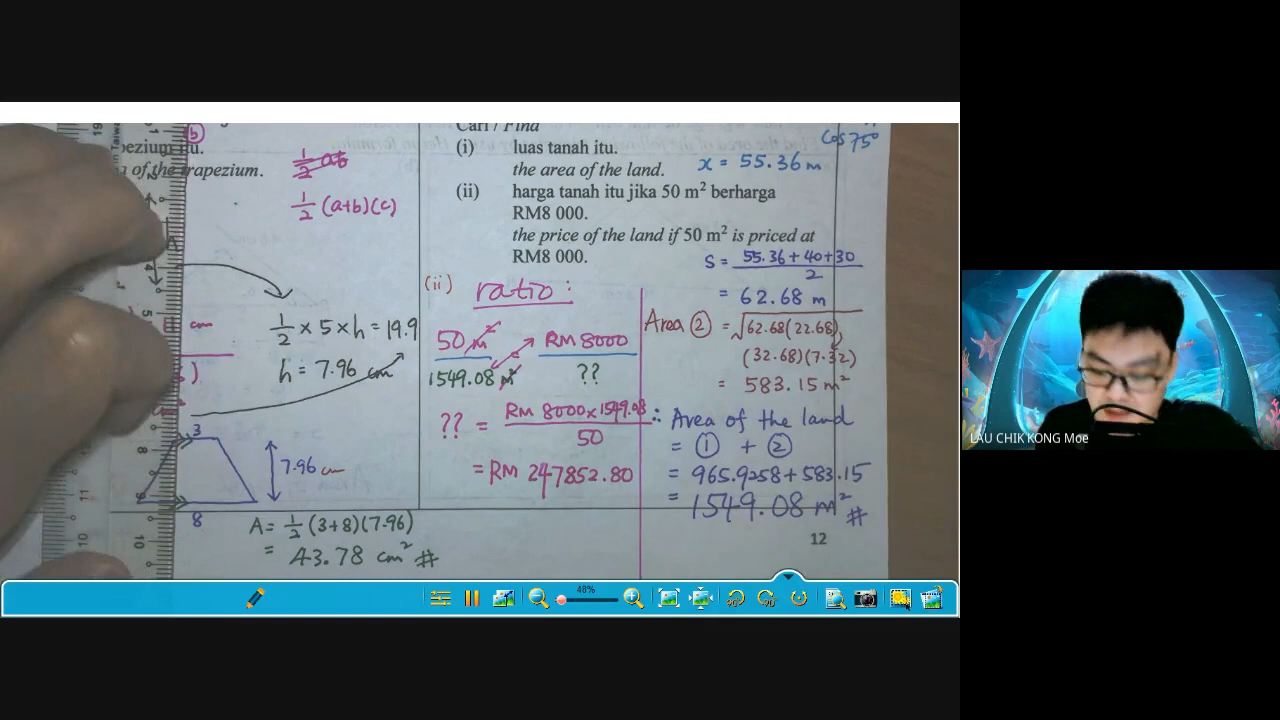 (b)
pezium itu.
a of the trapezium.
1/2 ab
1/2 (a+b)(c)
cm
1/2 × 5 × h = 19.9
h = 7.96 cm
3
7.96 cm
8
A = 1/2 (3+8)(7.96)
= 43.78 cm² #
Cari / Find
(i) luas tanah itu.
the area of the land.
(ii) harga tanah itu jika 50 m² berharga
RM8 000.
the price of the land if 50 m² is priced at
RM8 000.
cos 75°
x = 55.36 m
(ii) ratio:
50 m² / 1549.08 m² RM 8000 / ??
?? = RM 8000 × 1549.08 / 50
= RM 247852.80
S = 55.36 + 40 + 30 / 2
= 62.68 m
Area ② = √62.68(22.68)
(32.68)(7.32)
= 583.15 m²
∴ Area of the land
= ① + ②
= 965.9258 + 583.15
= 1549.08 m² #
12
48%
LAU CHIK KONG Moe